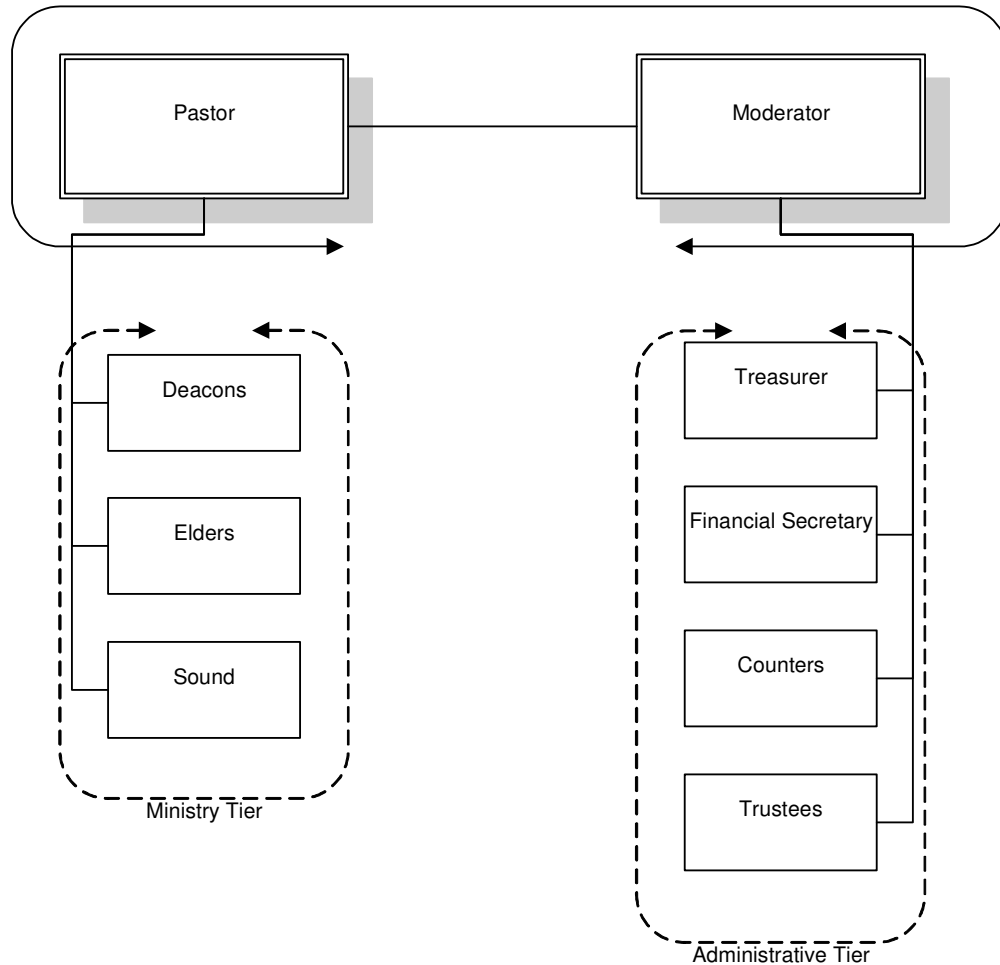 Pastor
Moderator
Deacons
Elders
Sound
Ministry Tier
Treasurer
Financial Secretary
Counters
Trustees
Administrative Tier